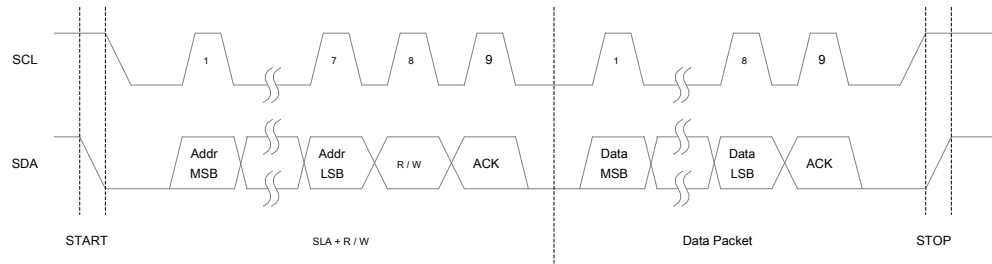 SCL
1
7
8
9
1
8
9
SDA
Addr
MSB
Addr
LSB
R / W
ACK
Data
MSB
Data
LSB
ACK
START
SLA + R / W
Data Packet
STOP